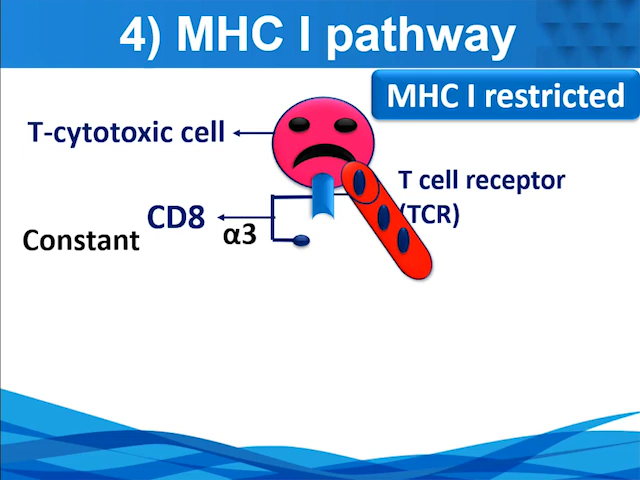 4) MHC I pathway
MHC I restricted
T-cytotoxic cell
T cell receptor
(TCR)
CD8
α3
Constant